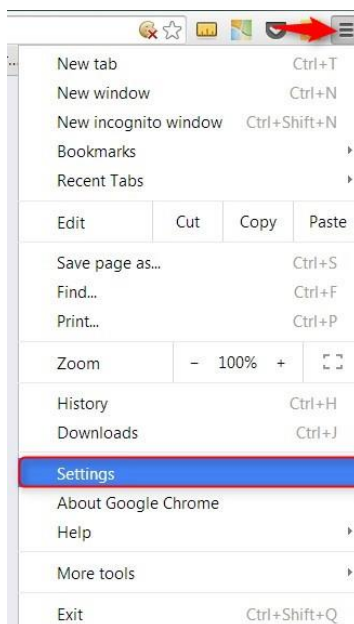 New tab Ctrl+T
New window Ctrl+N
New incognito window Ctrl+Shift+N
Bookmarks
Recent Tabs
Edit Cut Copy Paste
Save page as... Ctrl+S
Find... Ctrl+F
Print... Ctrl+P
Zoom - 100% +
History Ctrl+H
Downloads Ctrl+J
Settings
About Google Chrome
Help
More tools
Exit Ctrl+Shift+Q